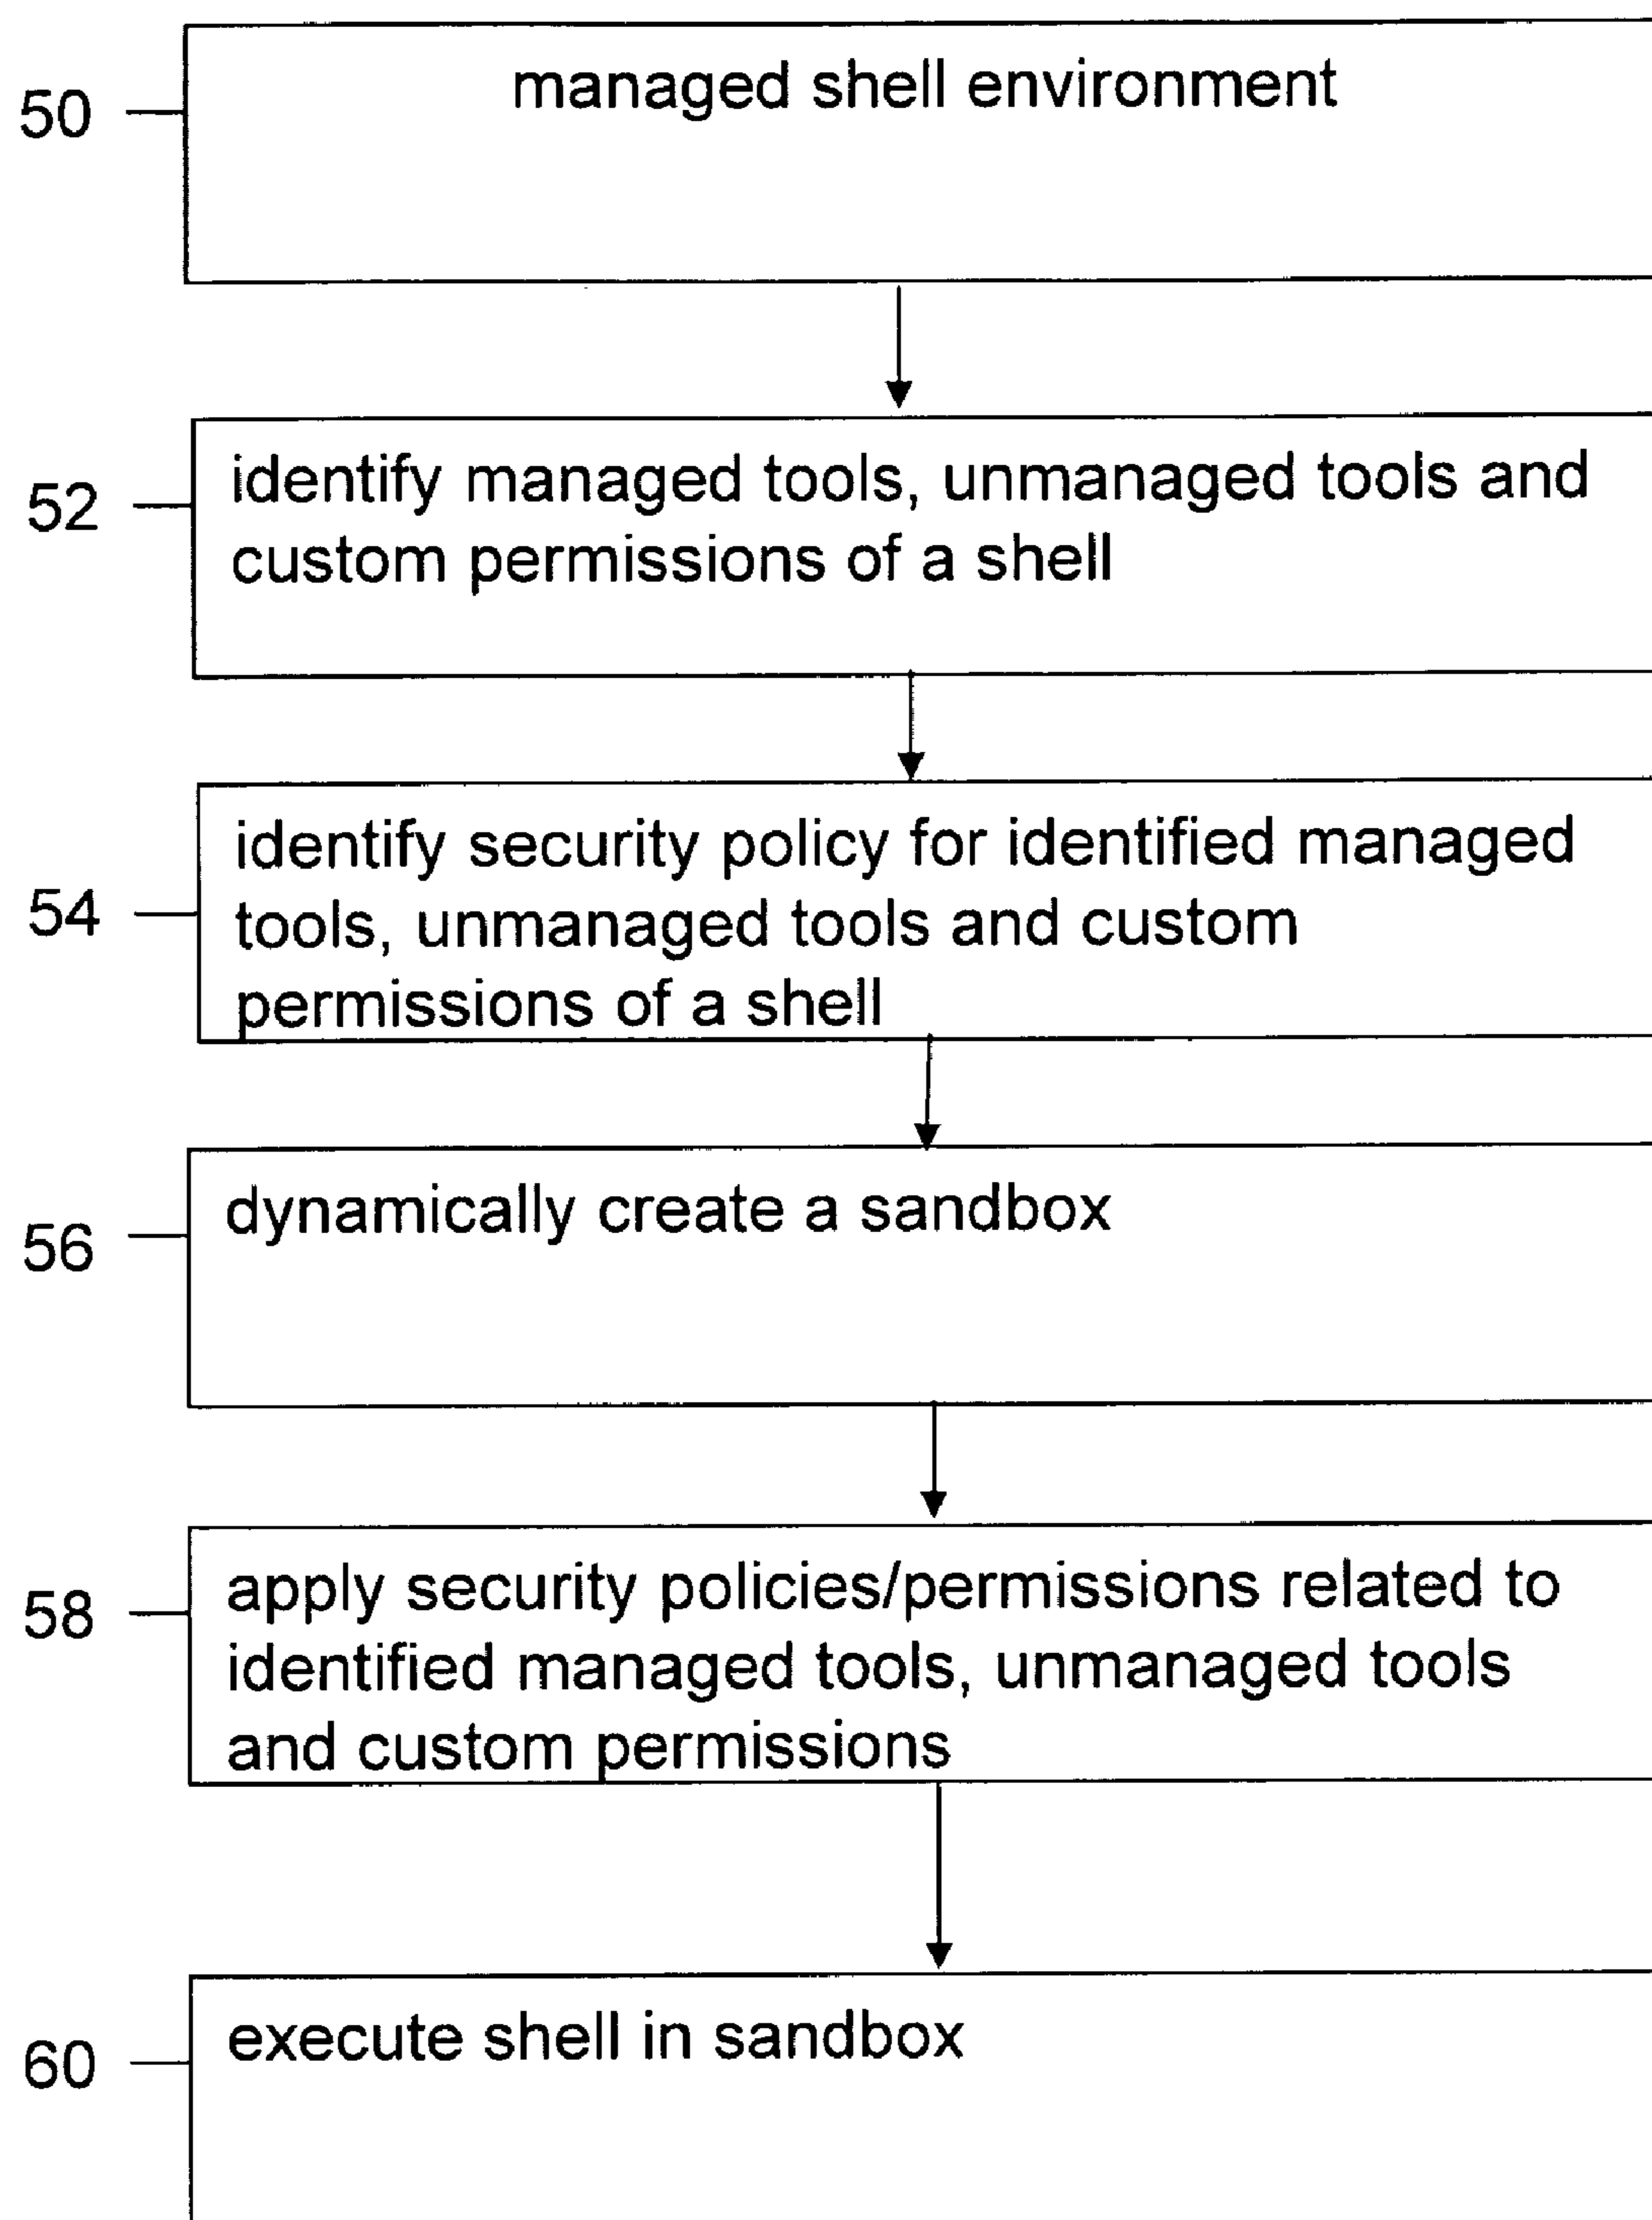 managed shell environment
50
52
identify managed tools, unmanaged tools and
custom permissions of a shell
54
identify security policy for identified managed
tools, unmanaged tools and custom
permissions of a shell
56
dynamically create a sandbox
58
apply security policies/permissions related to
identified managed tools, unmanaged tools
and custom permissions
60
execute shell in sandbox